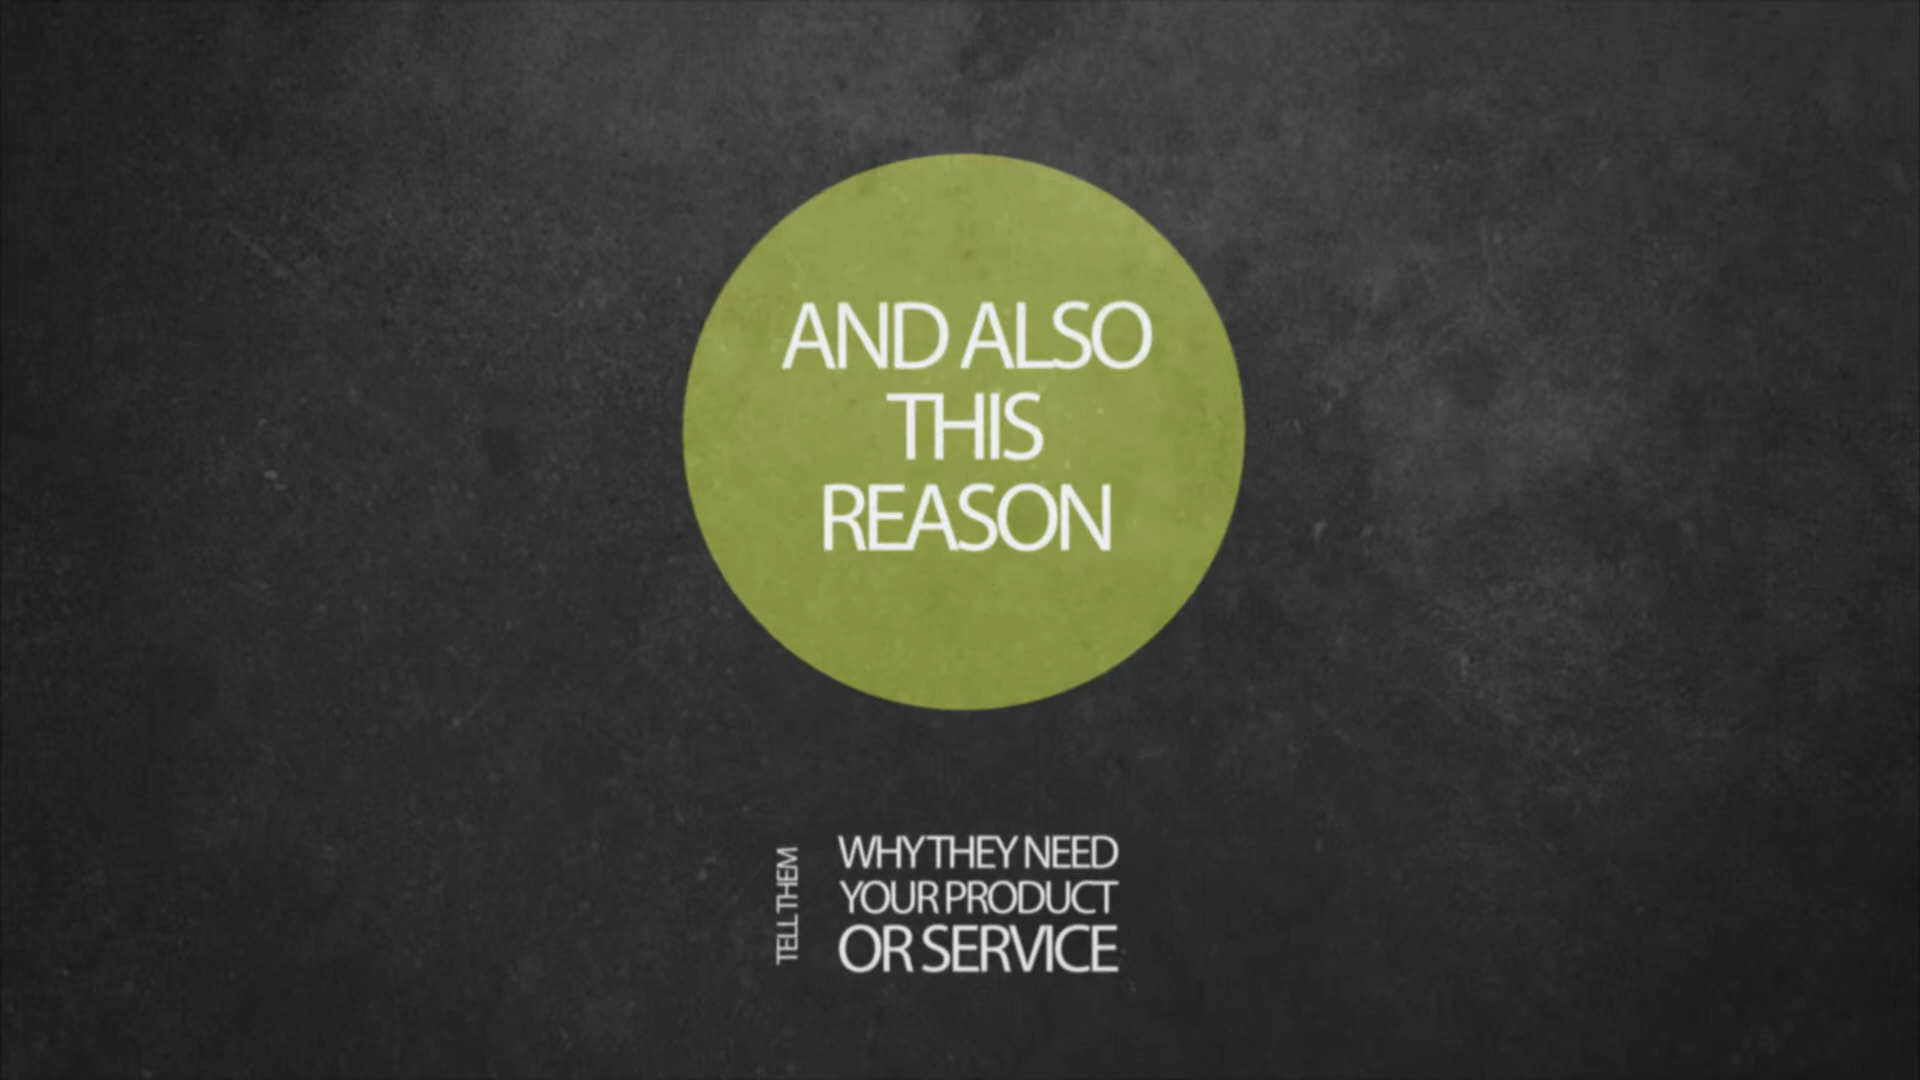 AND ALSO
THIS
REASON
TELL THEM
WHY THEY NEED
YOUR PRODUCT
OR SERVICE